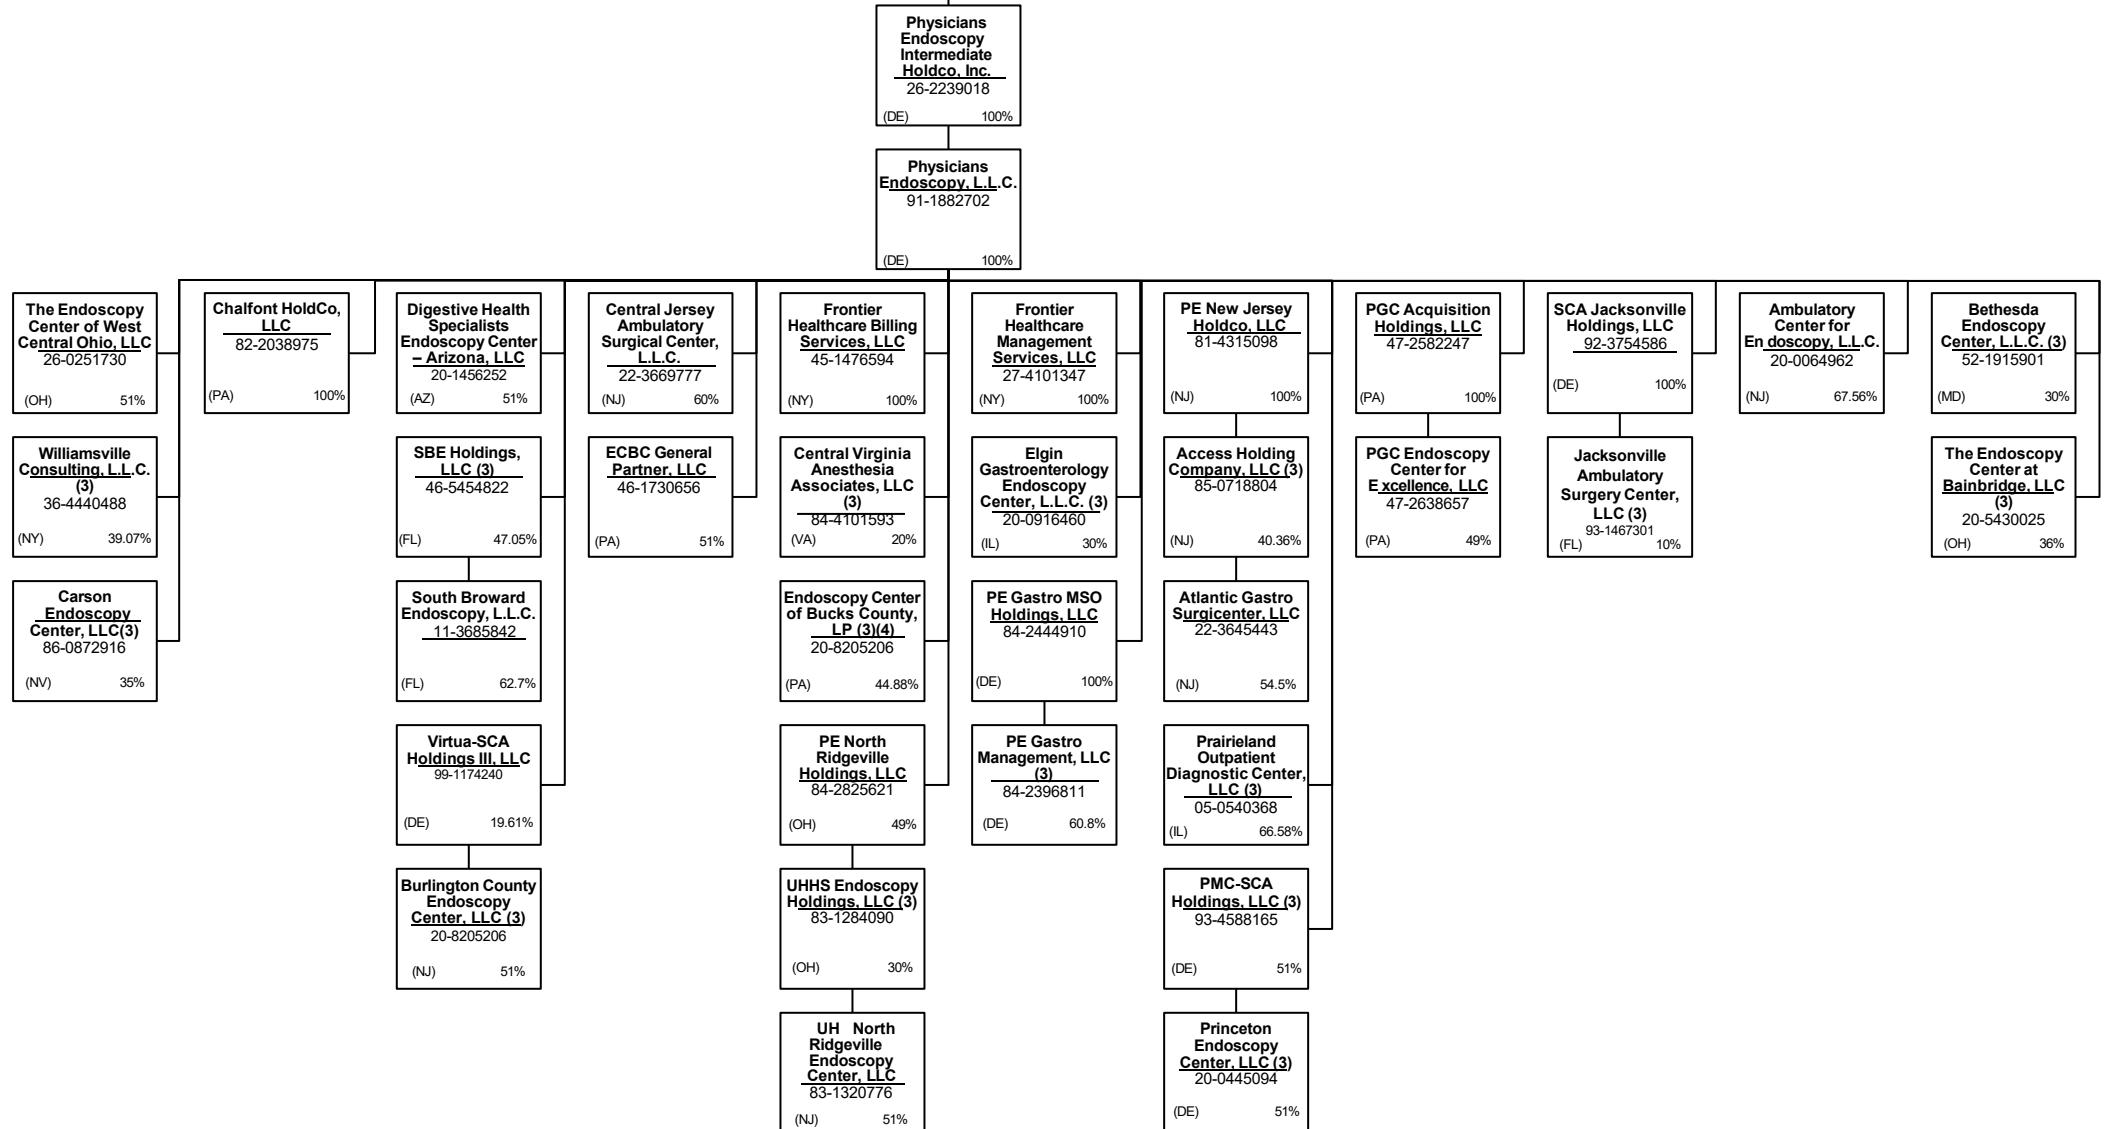 Physicians
Endoscopy
Intermediate
Holdco, Inc.
26-2239018
(DE) 100%
Physicians
Endoscopy, L.L.C.
91-1882702
(DE) 100%
The Endoscopy
Center of West
Central Ohio, LLC
26-0251730
(OH) 51%
Chalfont HoldCo,
LLC
82-2038975
(PA) 100%
Digestive Health
Specialists
Endoscopy Center
– Arizona, LLC
20-1456252
(AZ) 51%
Central Jersey
Ambulatory
Surgical Center,
L.L.C.
22-3669777
(NJ) 60%
Frontier
Healthcare Billing
Services, LLC
45-1476594
(NY) 100%
Frontier
Healthcare
Management
Services, LLC
27-4101347
(NY) 100%
PE New Jersey
Holdco, LLC
81-4315098
(NJ) 100%
PGC Acquisition
Holdings, LLC
47-2582247
(PA) 100%
SCA Jacksonville
Holdings, LLC
92-3754586
(DE) 100%
Ambulatory
Center for
En doscopy, L.L.C.
20-0064962
(NJ) 67.56%
Bethesda
Endoscopy
Center, L.L.C. (3)
52-1915901
(MD) 30%
Williamsville
Consulting, L.L.C.
(3)
36-4440488
(NY) 39.07%
SBE Holdings,
LLC (3)
46-5454822
(FL) 47.05%
ECBC General
Partner, LLC
46-1730656
(PA) 51%
Central Virginia
Anesthesia
Associates, LLC
(3)
84-4101593
(VA) 20%
Elgin
Gastroenterology
Endoscopy
Center, L.L.C. (3)
20-0916460
(IL) 30%
Access Holding
Company, LLC (3)
85-0718804
(NJ) 40.36%
PGC Endoscopy
Center for
E xcellence, LLC
47-2638657
(PA) 49%
Jacksonville
Ambulatory
Surgery Center,
LLC (3)
93-1467301
(FL) 10%
The Endoscopy
Center at
Bainbridge, LLC
(3)
20-5430025
(OH) 36%
Carson
Endoscopy
Center, LLC(3)
86-0872916
(NV) 35%
South Broward
Endoscopy, L.L.C.
11-3685842
(FL) 62.7%
Endoscopy Center
of Bucks County,
LP (3)(4)
20-8205206
(PA) 44.88%
PE Gastro MSO
Holdings, LLC
84-2444910
(DE) 100%
Atlantic Gastro
Surgicenter, LLC
22-3645443
(NJ) 54.5%
Virtua-SCA
Holdings III, LLC
99-1174240
(DE) 19.61%
PE North
Ridgeville
Holdings, LLC
84-2825621
(OH) 49%
PE Gastro
Management, LLC
(3)
84-2396811
(DE) 60.8%
Prairieland
Outpatient
Diagnostic Center,
LLC (3)
05-0540368
(IL) 66.58%
Burlington County
Endoscopy
Center, LLC (3)
20-8205206
(NJ) 51%
UHHS Endoscopy
Holdings, LLC (3)
83-1284090
(OH) 30%
PMC-SCA
Holdings, LLC (3)
93-4588165
(DE) 51%
UH North
Ridgeville
Endoscopy
Center, LLC
83-1320776
(NJ) 51%
Princeton
Endoscopy
Center, LLC (3)
20-0445094
(DE) 51%